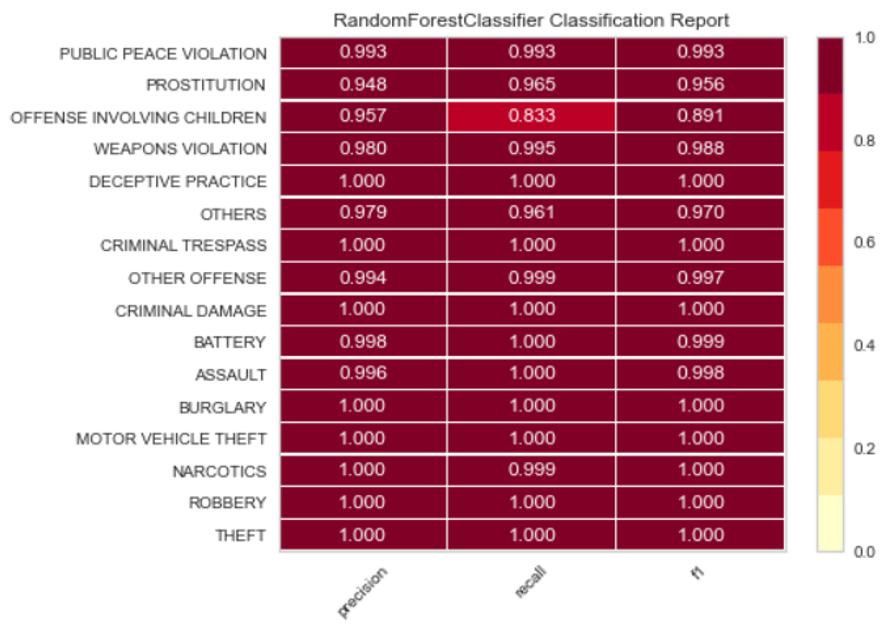 RandomForestClassifier Classification Report
PUBLIC PEACE VIOLATION 0.993 0.993 0.993
PROSTITUTION 0.948 0.965 0.956
OFFENSE INVOLVING CHILDREN 0.957 0.833 0.891
WEAPONS VIOLATION 0.980 0.995 0.988
DECEPTIVE PRACTICE 1.000 1.000 1.000
OTHERS 0.979 0.961 0.970
CRIMINAL TRESPASS 1.000 1.000 1.000
OTHER OFFENSE 0.994 0.999 0.997
CRIMINAL DAMAGE 1.000 1.000 1.000
BATTERY 0.998 1.000 0.999
ASSAULT 0.996 1.000 0.998
BURGLARY 1.000 1.000 1.000
MOTOR VEHICLE THEFT 1.000 1.000 1.000
NARCOTICS 1.000 0.999 1.000
ROBBERY 1.000 1.000 1.000
THEFT 1.000 1.000 1.000
precision recall f1
1.0
0.8
0.6
0.4
0.2
0.0